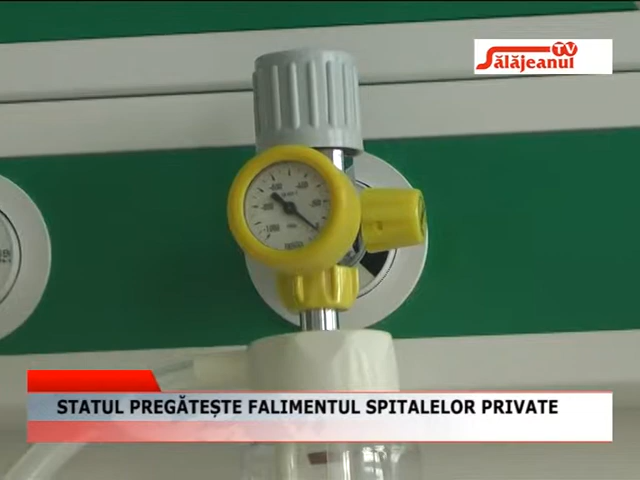 Sălăjeanul TV
STATUL PREGĂTEȘTE FALIMENTUL SPITALELOR PRIVATE